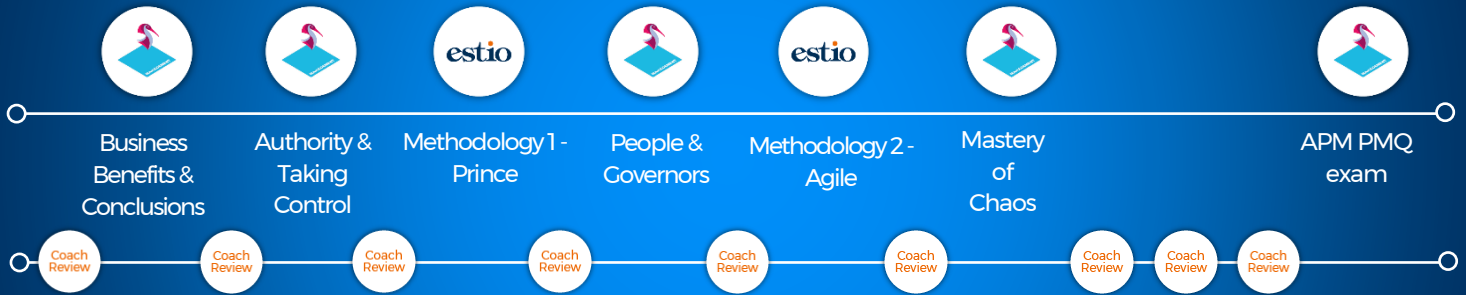 estio
estio
Business
Benefits &
Conclusions
Authority &
Taking
Control
Methodology 1 -
Prince
People &
Governors
Methodology 2 -
Agile
Mastery
of
Chaos
APM PMQ
exam
Coach
Review
Coach
Review
Coach
Review
Coach
Review
Coach
Review
Coach
Review
Coach
Review
Coach
Review
Coach
Review